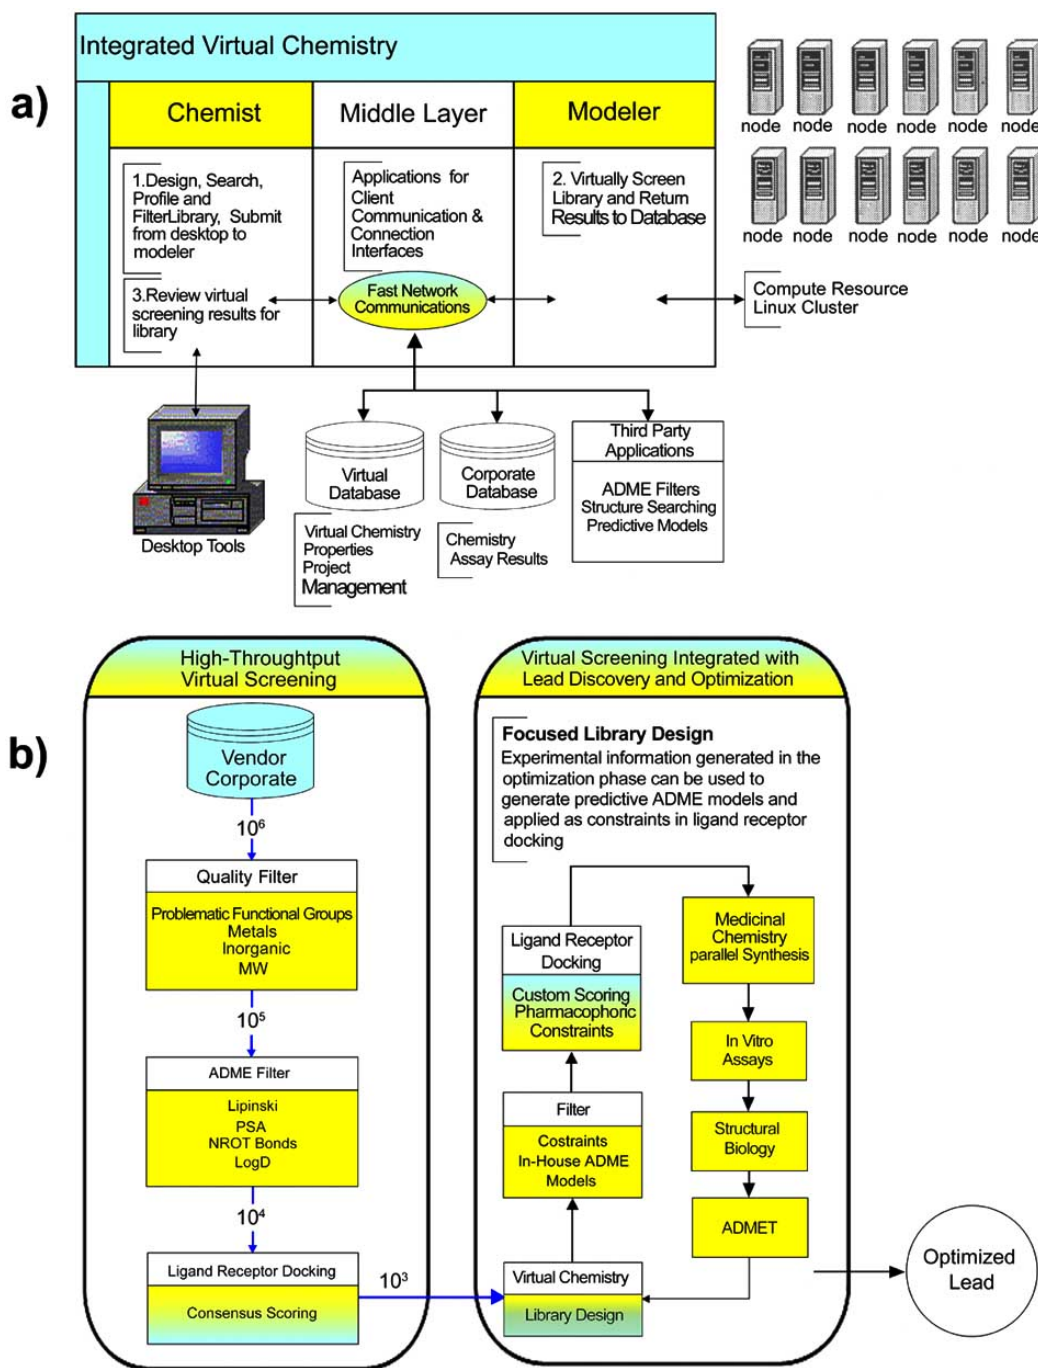 a)
Integrated Virtual Chemistry
Chemist
Middle Layer
Modeler
1.Design, Search,
Profile and
FilterLibrary, Submit
from desktop to
modeler
3.Review virtual
screening results for
library
Applications for
Client
Communication &
Connection
Interfaces
Fast Network
Communications
2. Virtually Screen
Library and Return
Results to Database
node node node node node node
node node node node node node
Compute Resource
Linux Cluster
Desktop Tools
Virtual
Database
Virtual Chemistry
Properties
Project
Management
Corporate
Database
Chemistry
Assay Results
Third Party
Applications
ADME Filters
Structure Searching
Predictive Models
b)
High-Throughtput
Virtual Screening
Vendor
Corporate
10⁶
Quality Filter
Problematic Functional Groups
Metals
Inorganic
MW
10⁵
ADME Filter
Lipinski
PSA
NROT Bonds
LogD
10⁴
Ligand Receptor Docking
Consensus Scoring
10³
Virtual Screening Integrated with
Lead Discovery and Optimization
Focused Library Design
Experimental information generated in the
optimization phase can be used to
generate predictive ADME models and
applied as constraints in ligand receptor
docking
Ligand Receptor
Docking
Custom Scoring
Pharmacophoric
Constraints
Filter
Costraints
In-House ADME
Models
Virtual Chemistry
Library Design
Medicinal
Chemistry
parallel Synthesis
In Vitro
Assays
Structural
Biology
ADMET
Optimized
Lead